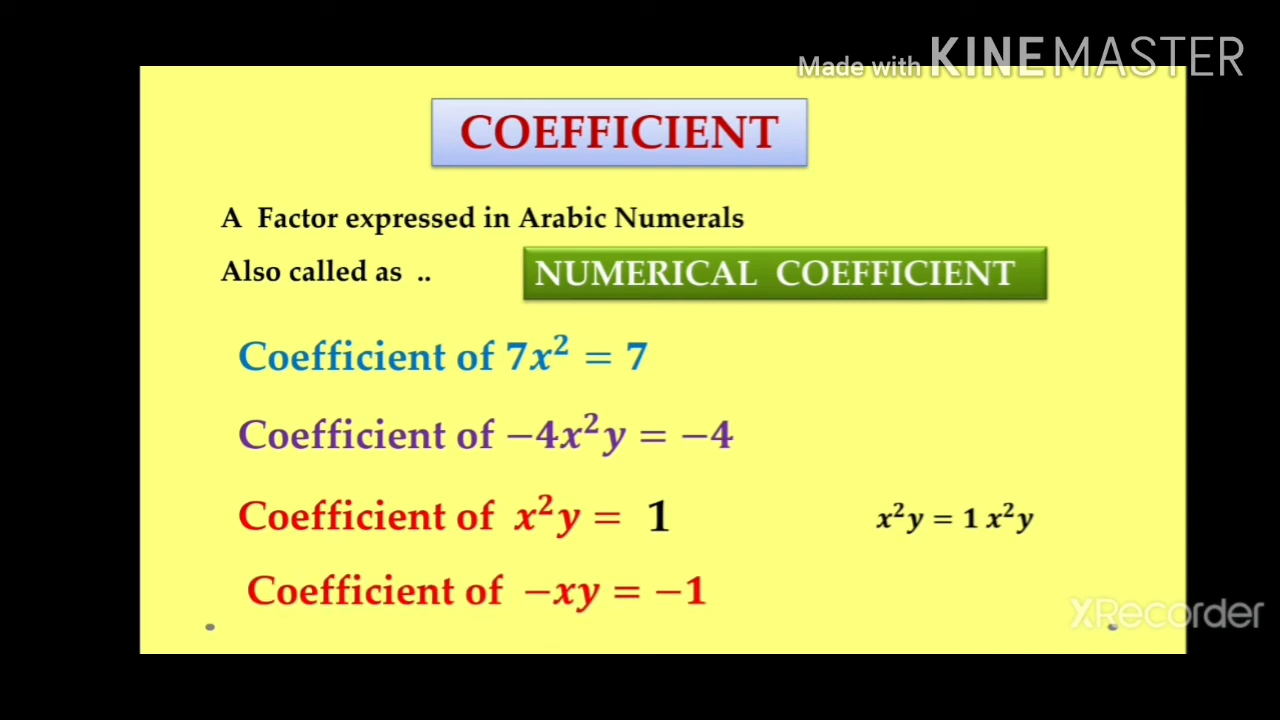 Made with KINEMASTER
COEFFICIENT
A Factor expressed in Arabic Numerals
Also called as .. NUMERICAL COEFFICIENT
Coefficient of 7x² = 7
Coefficient of −4x²y = −4
Coefficient of x²y = 1 x²y = 1 x²y
Coefficient of −xy = −1
XRecorder